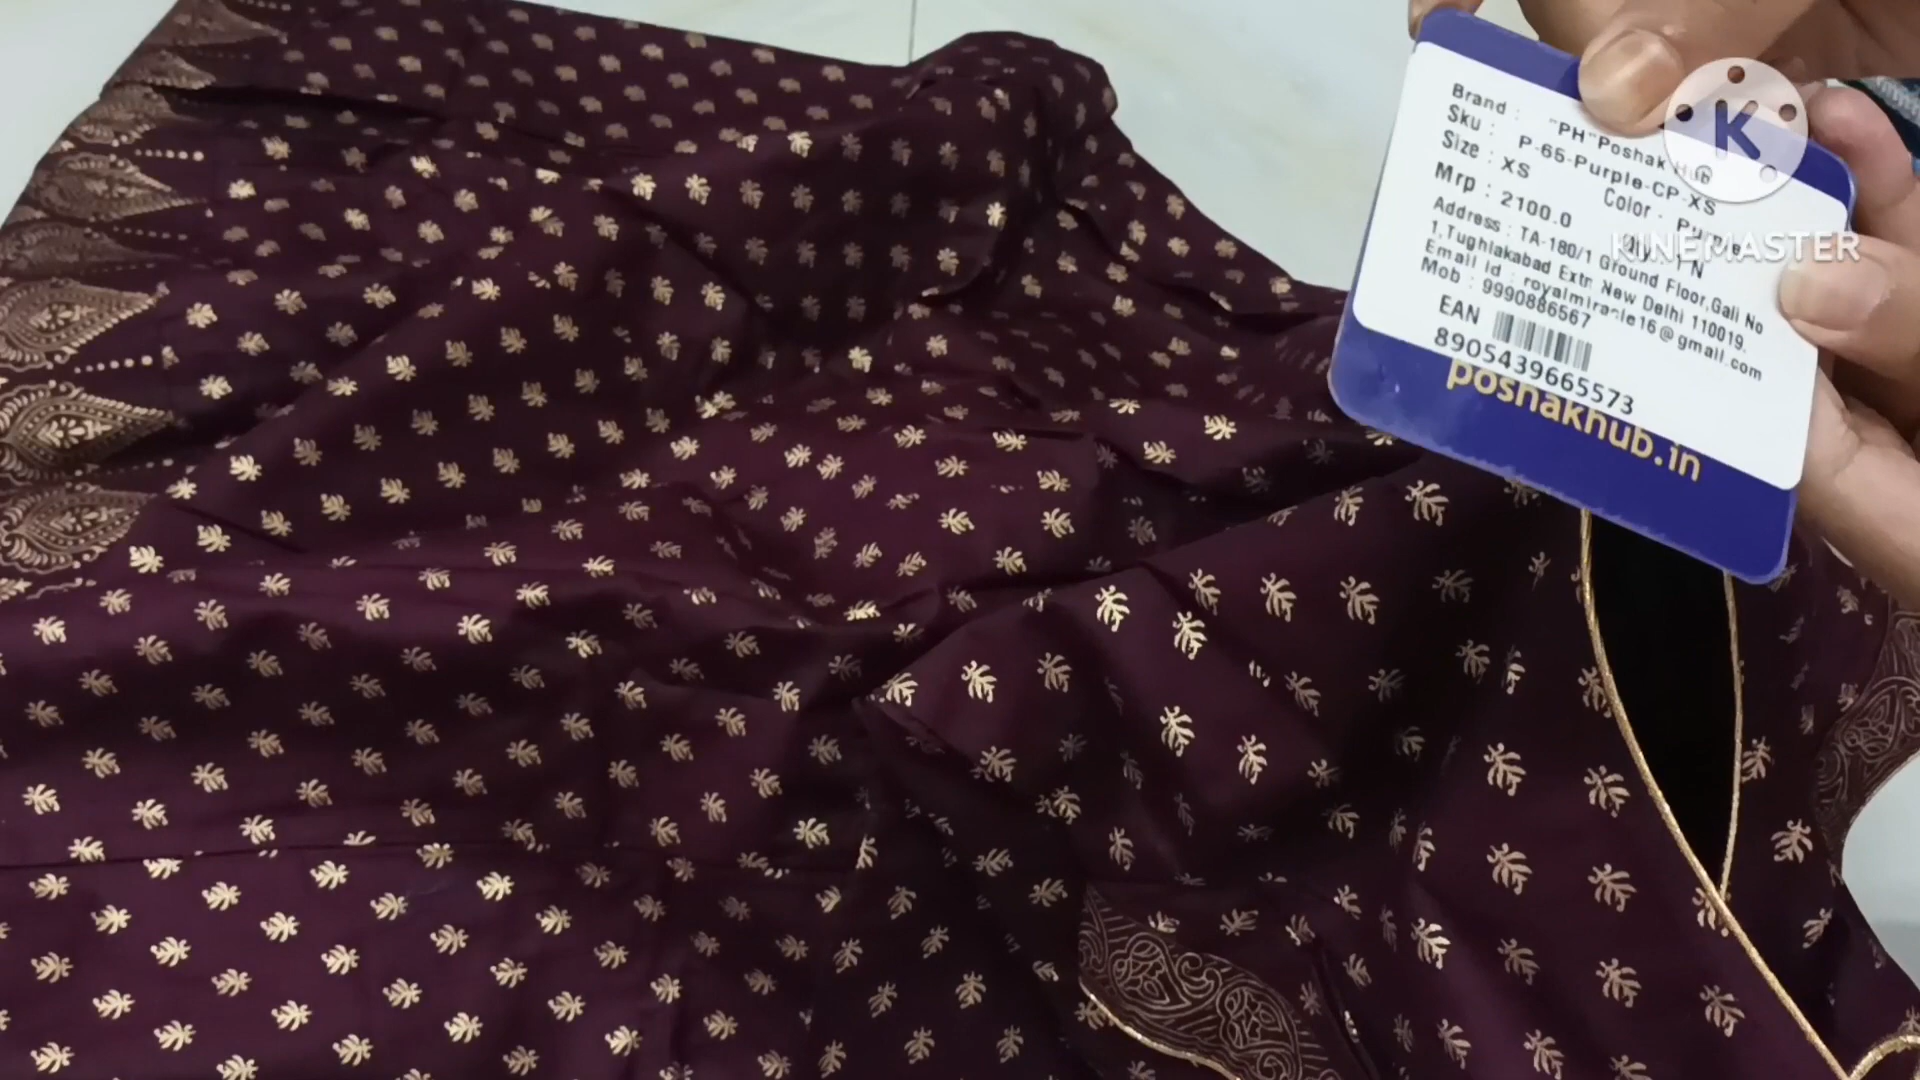 Brand : "PH"Poshak Hub
Sku : P-65-Purple-CP-XS
Size : XS Color : Purple
Mrp : 2100.0 Qty : 1 N
Address : TA-180/1 Ground Floor,Gali No
1,Tughlakabad Extn New Delhi 110019.
Email Id : royalmiracle16@gmail.com
Mob : 9990886567
EAN
8905439665573
poshakhub.in
K
KINEMASTER